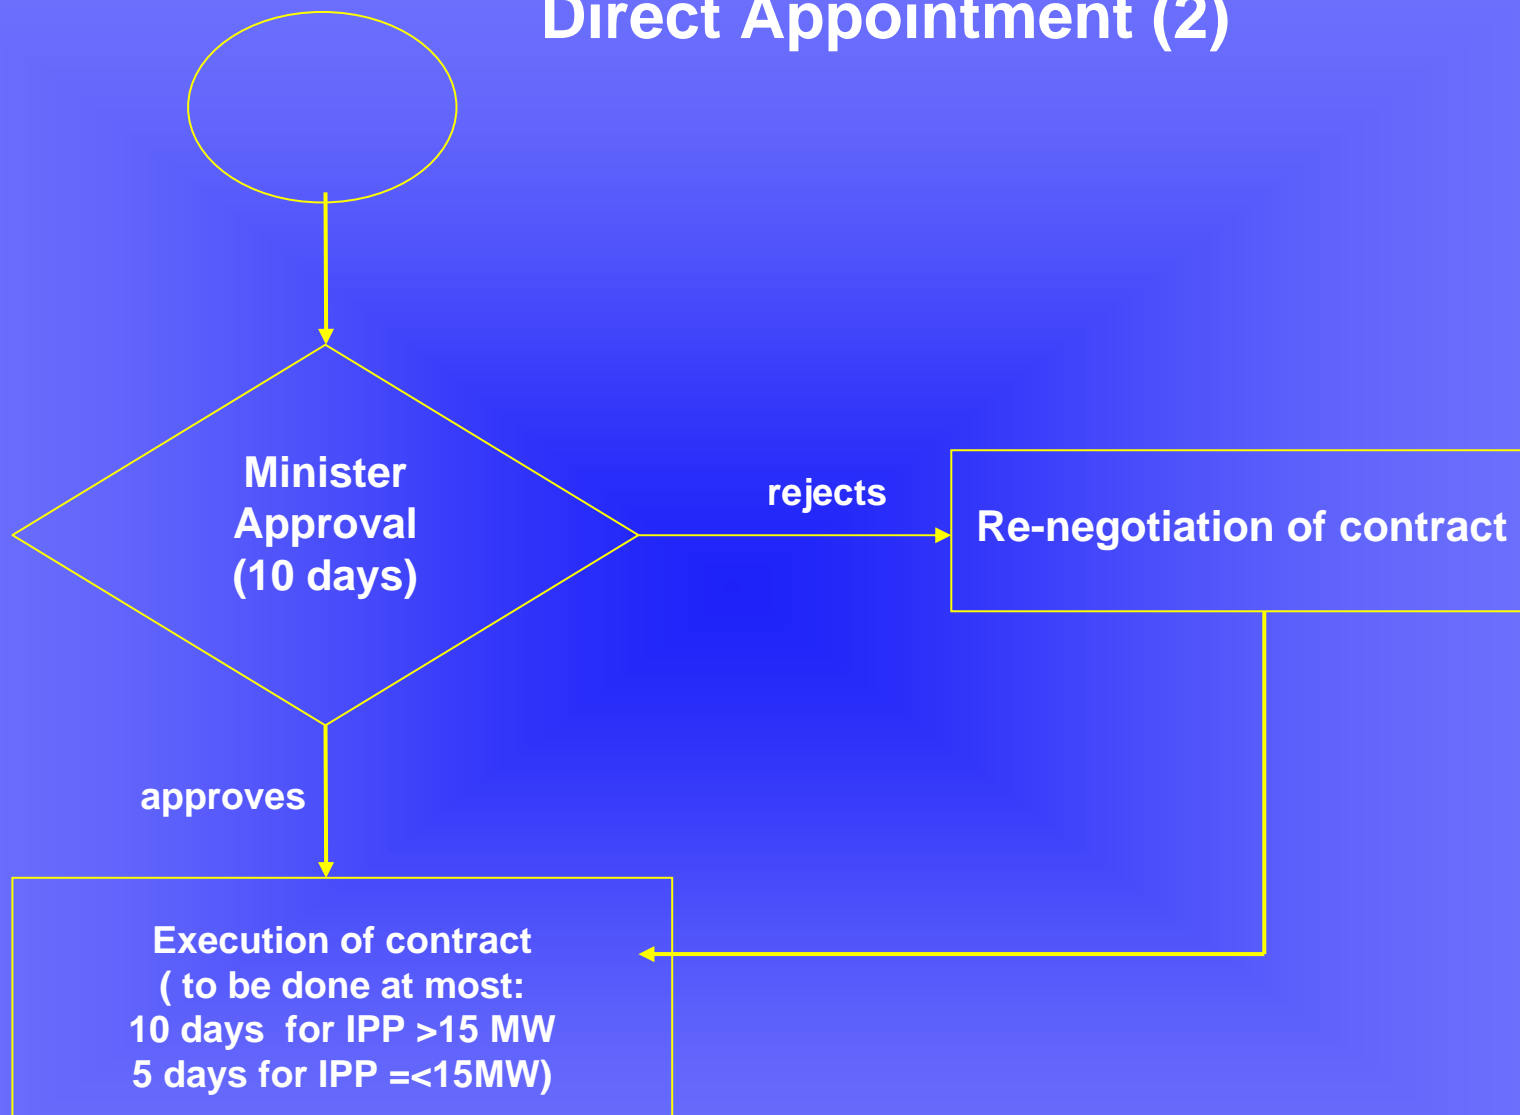 Direct Appointment (2)
Minister
Approval
(10 days)
rejects
Re-negotiation of contract
approves
Execution of contract
( to be done at most:
10 days  for IPP >15 MW
5 days for IPP =<15MW)